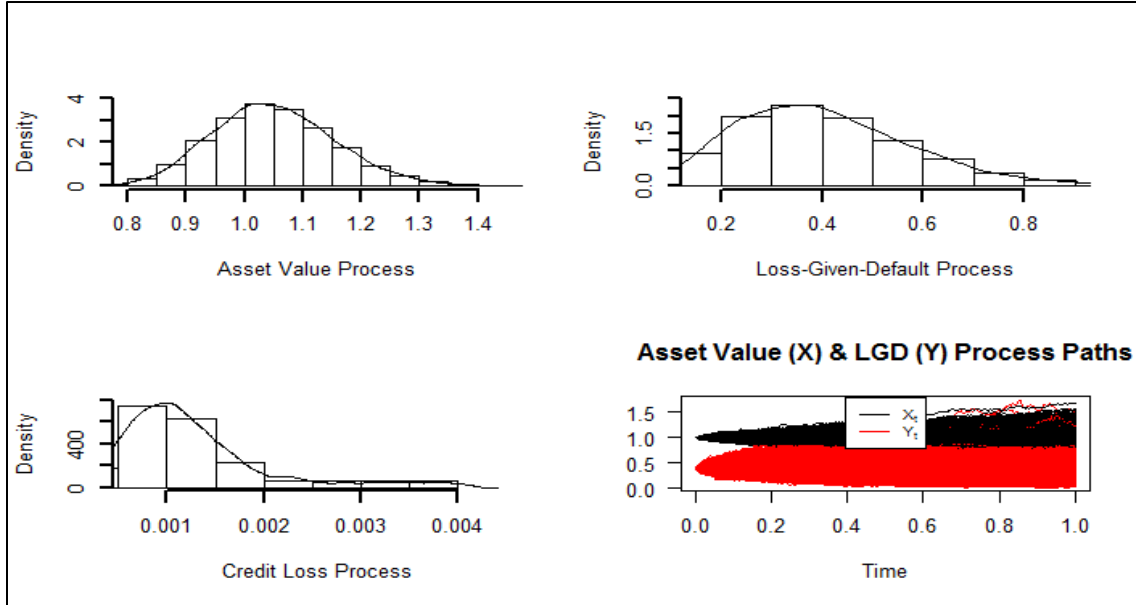 Density
0 2 4
0.8 0.9 1.0 1.1 1.2 1.3 1.4
Asset Value Process
Density
0.0 1.5
0.2 0.4 0.6 0.8
Loss-Given-Default Process
Density
0 400
0.001 0.002 0.003 0.004
Credit Loss Process
Asset Value (X) & LGD (Y) Process Paths
0.0 0.5 1.0 1.5
Xt
Yt
0.0 0.2 0.4 0.6 0.8 1.0
Time